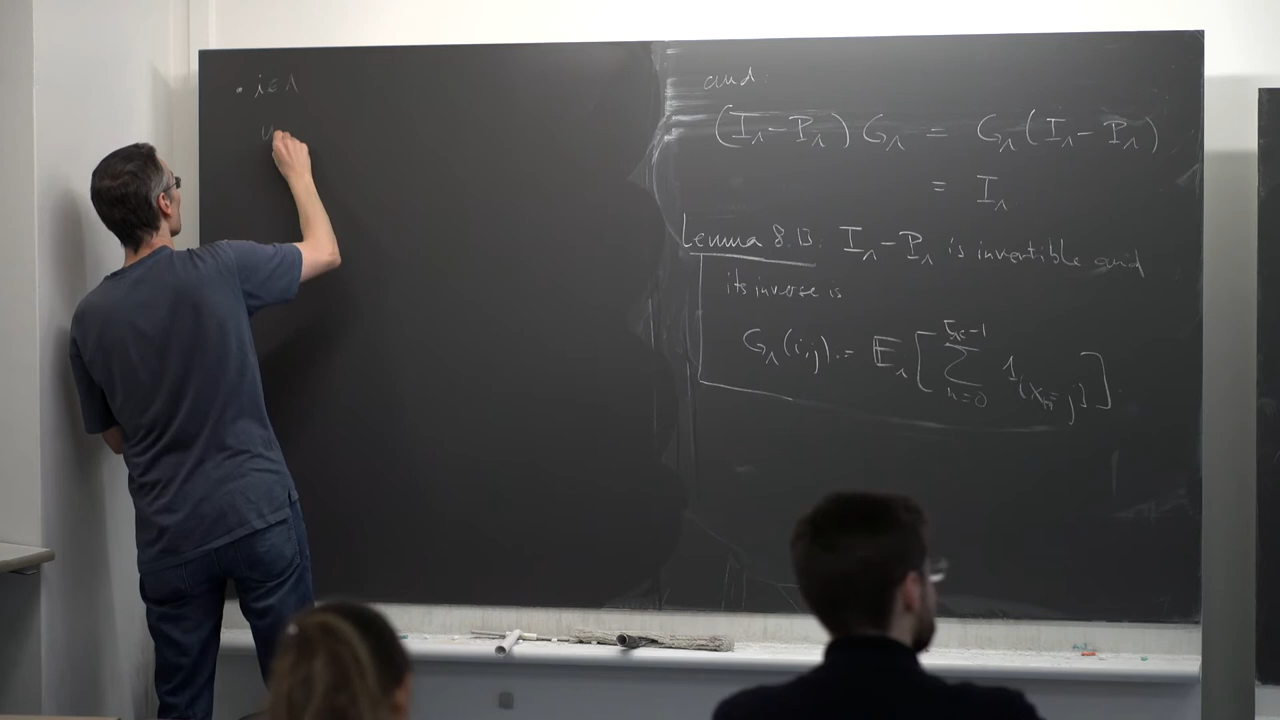 • i ∈ Λ
u
and:
(I_Λ - P_Λ) G_Λ = G_Λ (I_Λ - P_Λ)
= I_Λ
Lemma 8.13. I_Λ - P_Λ is invertible and
its inverse is
G_Λ(i,j) = E_i [ ∑_{n=0}^{τ_{Λ^c}-1} 1_{(X_n = j)} ].